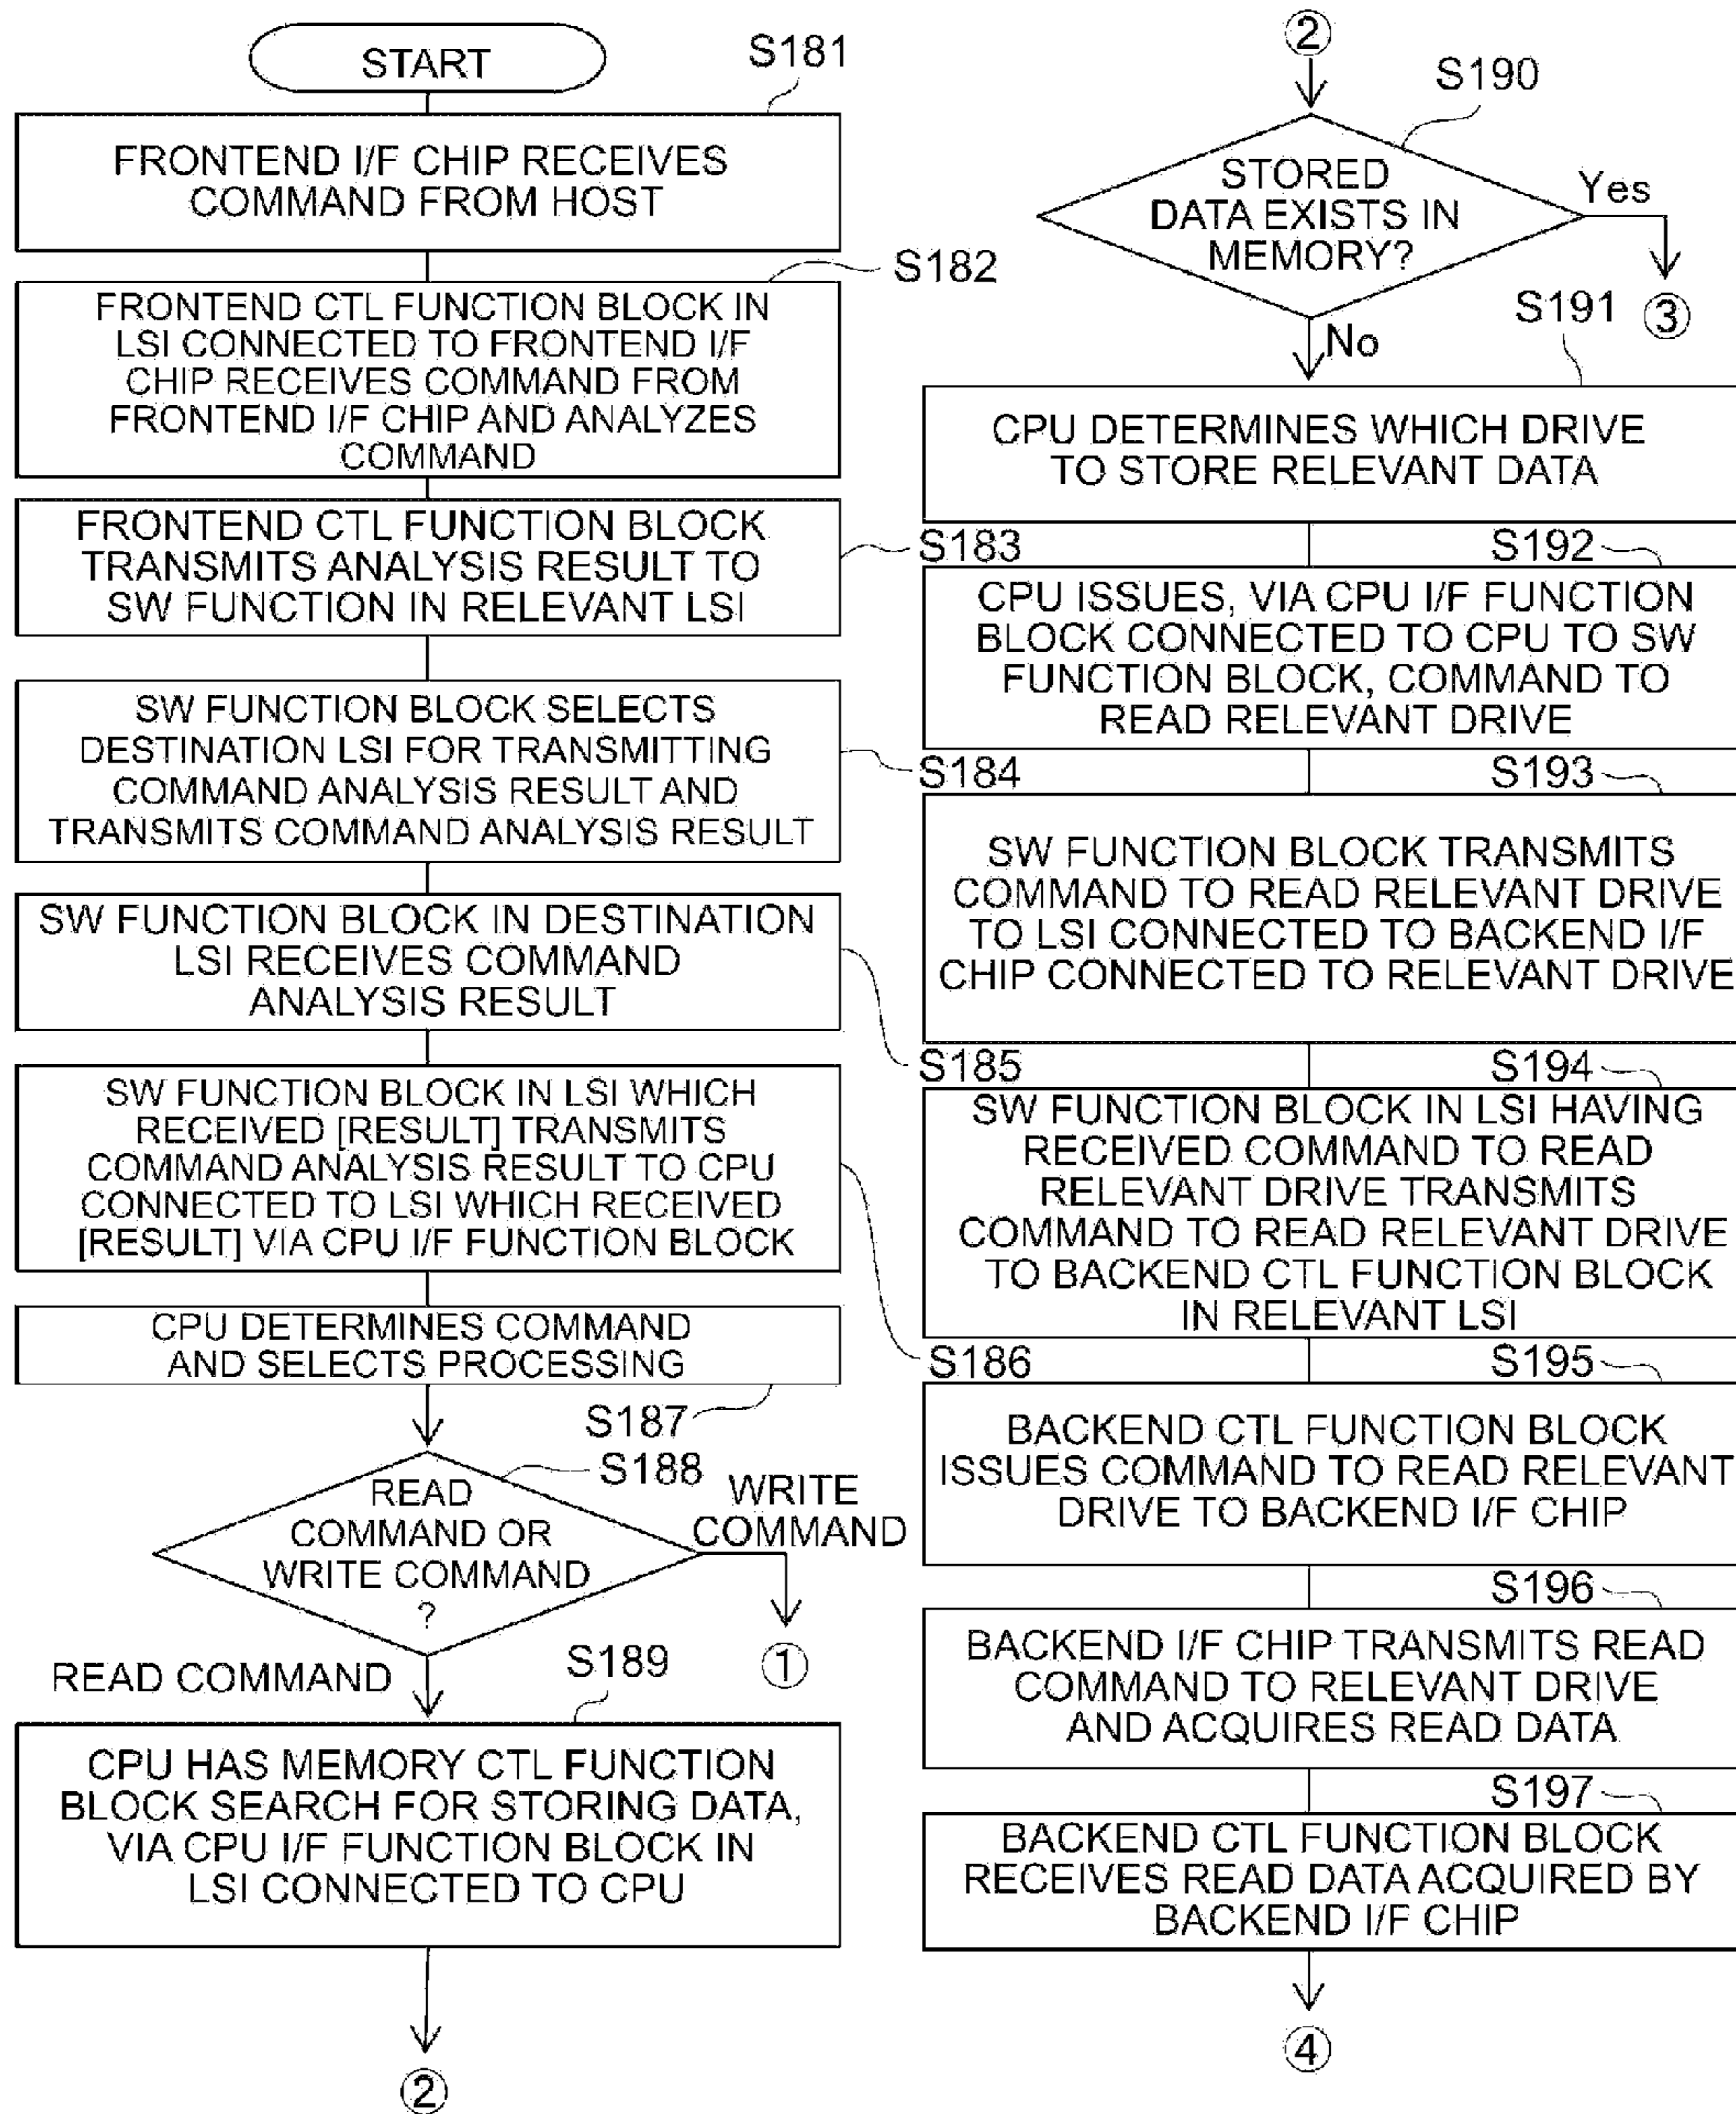 START
S181
FRONTEND I/F CHIP RECEIVES
COMMAND FROM HOST
S182
FRONTEND CTL FUNCTION BLOCK IN
LSI CONNECTED TO FRONTEND I/F
CHIP RECEIVES COMMAND FROM
FRONTEND I/F CHIP AND ANALYZES
COMMAND
FRONTEND CTL FUNCTION BLOCK
TRANSMITS ANALYSIS RESULT TO
SW FUNCTION IN RELEVANT LSI
S183
SW FUNCTION BLOCK SELECTS
DESTINATION LSI FOR TRANSMITTING
COMMAND ANALYSIS RESULT AND
TRANSMITS COMMAND ANALYSIS RESULT
S184
SW FUNCTION BLOCK IN DESTINATION
LSI RECEIVES COMMAND
ANALYSIS RESULT
S185
SW FUNCTION BLOCK IN LSI WHICH
RECEIVED [RESULT] TRANSMITS
COMMAND ANALYSIS RESULT TO CPU
CONNECTED TO LSI WHICH RECEIVED
[RESULT] VIA CPU I/F FUNCTION BLOCK
S186
CPU DETERMINES COMMAND
AND SELECTS PROCESSING
S187
S188
READ
COMMAND OR
WRITE COMMAND
?
WRITE
COMMAND
①
READ COMMAND
S189
CPU HAS MEMORY CTL FUNCTION
BLOCK SEARCH FOR STORING DATA,
VIA CPU I/F FUNCTION BLOCK IN
LSI CONNECTED TO CPU
②
②
S190
STORED
DATA EXISTS IN
MEMORY?
Yes
③
No
S191
CPU DETERMINES WHICH DRIVE
TO STORE RELEVANT DATA
S192
CPU ISSUES, VIA CPU I/F FUNCTION
BLOCK CONNECTED TO CPU TO SW
FUNCTION BLOCK, COMMAND TO
READ RELEVANT DRIVE
S193
SW FUNCTION BLOCK TRANSMITS
COMMAND TO READ RELEVANT DRIVE
TO LSI CONNECTED TO BACKEND I/F
CHIP CONNECTED TO RELEVANT DRIVE
S194
SW FUNCTION BLOCK IN LSI HAVING
RECEIVED COMMAND TO READ
RELEVANT DRIVE TRANSMITS
COMMAND TO READ RELEVANT DRIVE
TO BACKEND CTL FUNCTION BLOCK
IN RELEVANT LSI
S195
BACKEND CTL FUNCTION BLOCK
ISSUES COMMAND TO READ RELEVANT
DRIVE TO BACKEND I/F CHIP
S196
BACKEND I/F CHIP TRANSMITS READ
COMMAND TO RELEVANT DRIVE
AND ACQUIRES READ DATA
S197
BACKEND CTL FUNCTION BLOCK
RECEIVES READ DATA ACQUIRED BY
BACKEND I/F CHIP
④